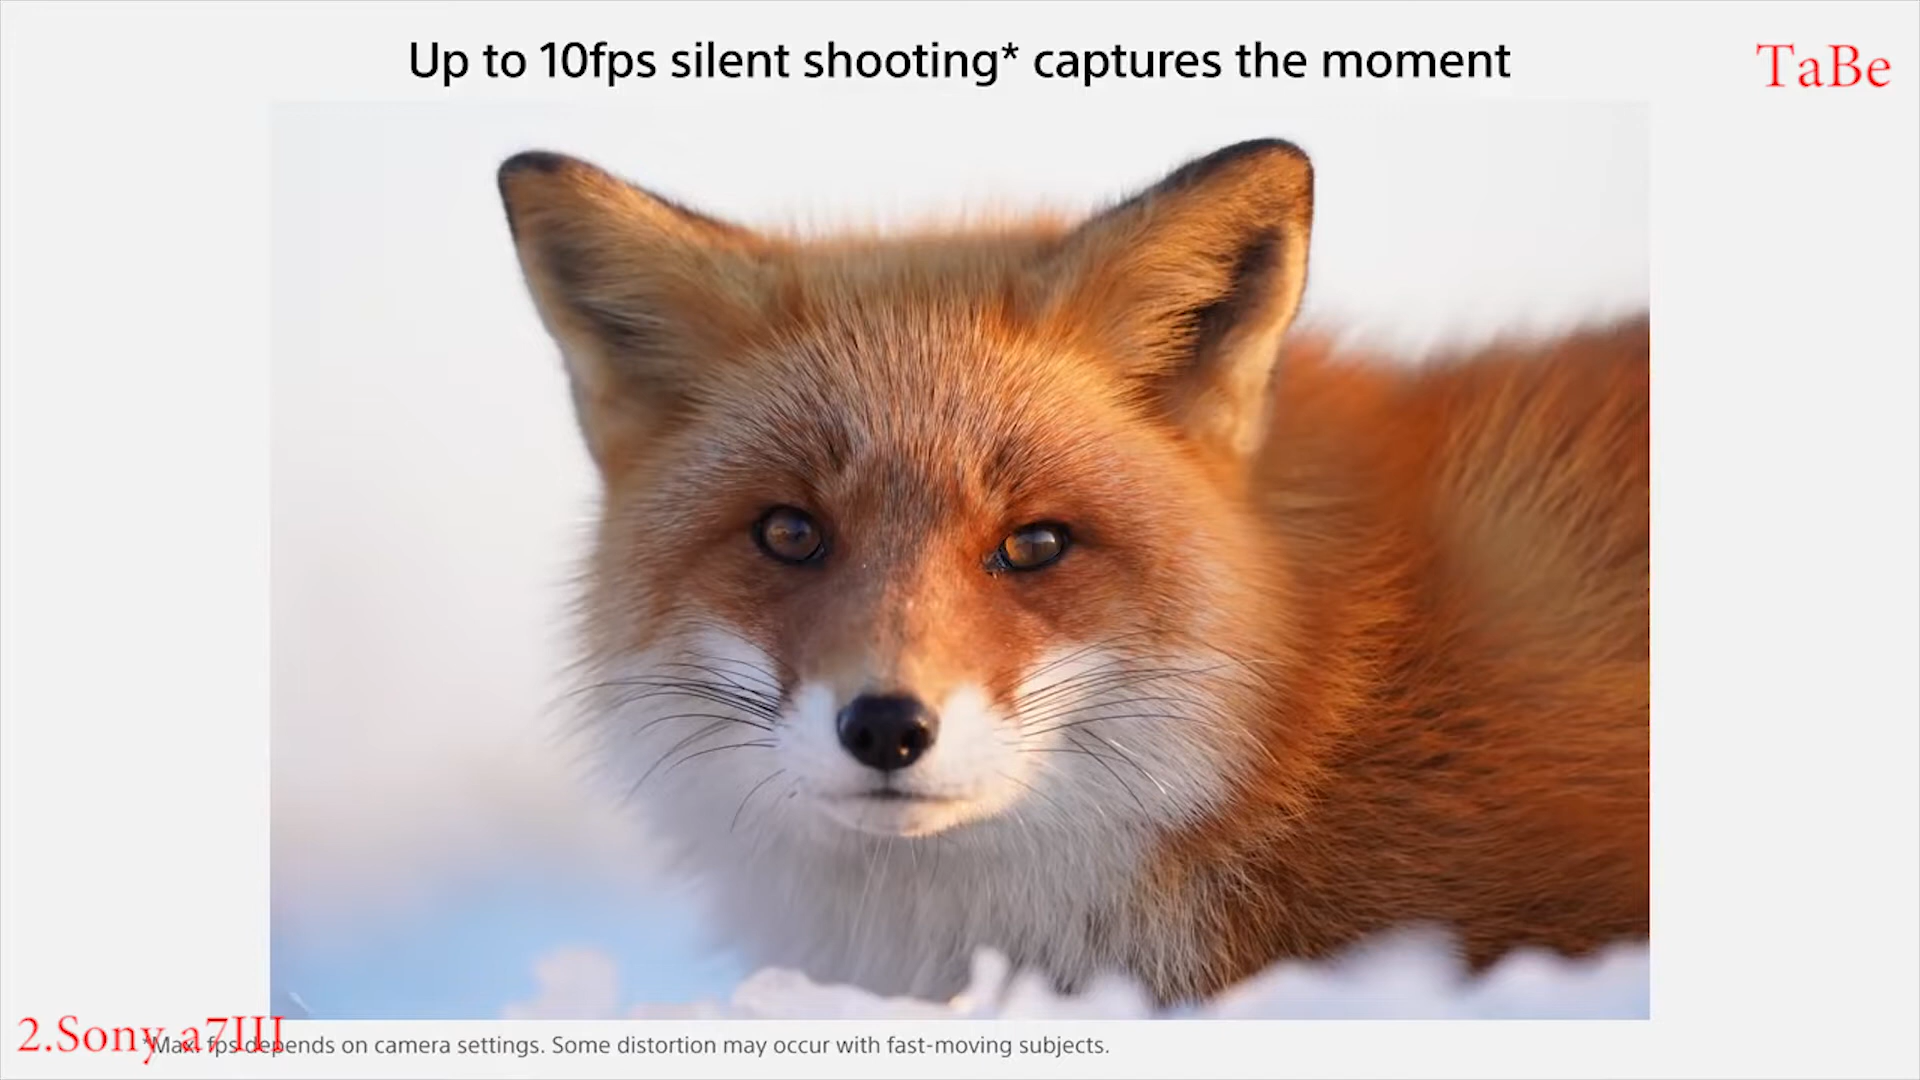 Up to 10fps silent shooting* captures the moment
TaBe
2.Sony a7III
*Max. fps depends on camera settings. Some distortion may occur with fast-moving subjects.